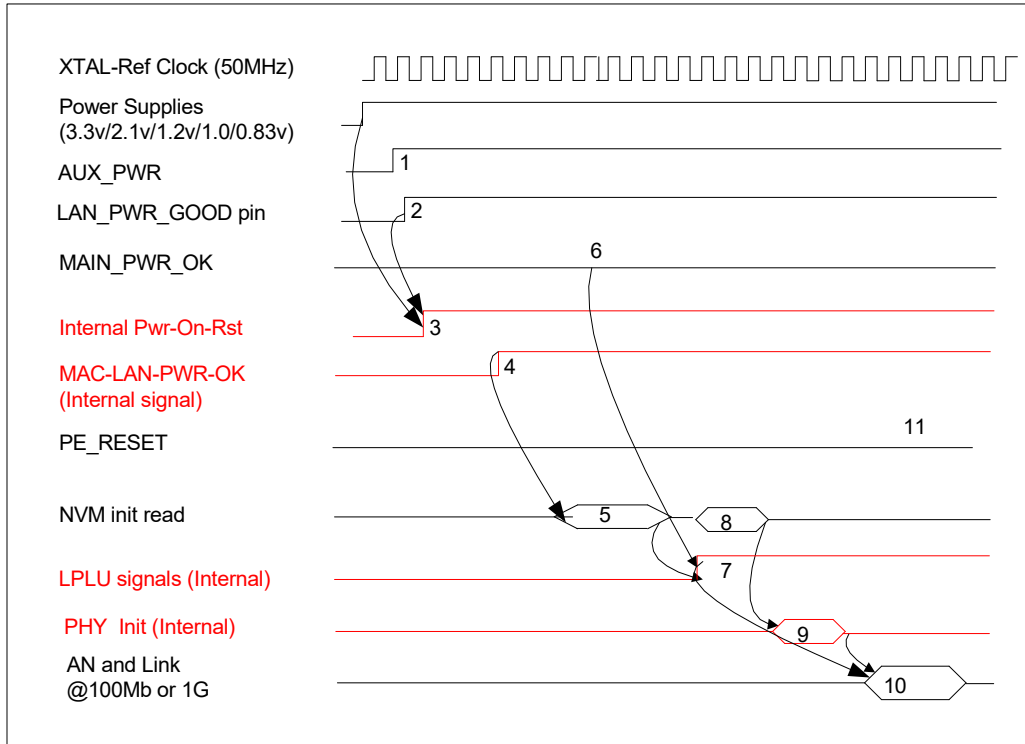 XTAL-Ref Clock (50MHz)
Power Supplies
(3.3v/2.1v/1.2v/1.0/0.83v)
1
AUX_PWR
2
LAN_PWR_GOOD pin
6
MAIN_PWR_OK
Internal Pwr-On-Rst
3
MAC-LAN-PWR-OK
(Internal signal)
4
11
PE_RESET
NVM init read
5
8
LPLU signals (Internal)
7
PHY Init (Internal)
9
AN and Link
@100Mb or 1G
10